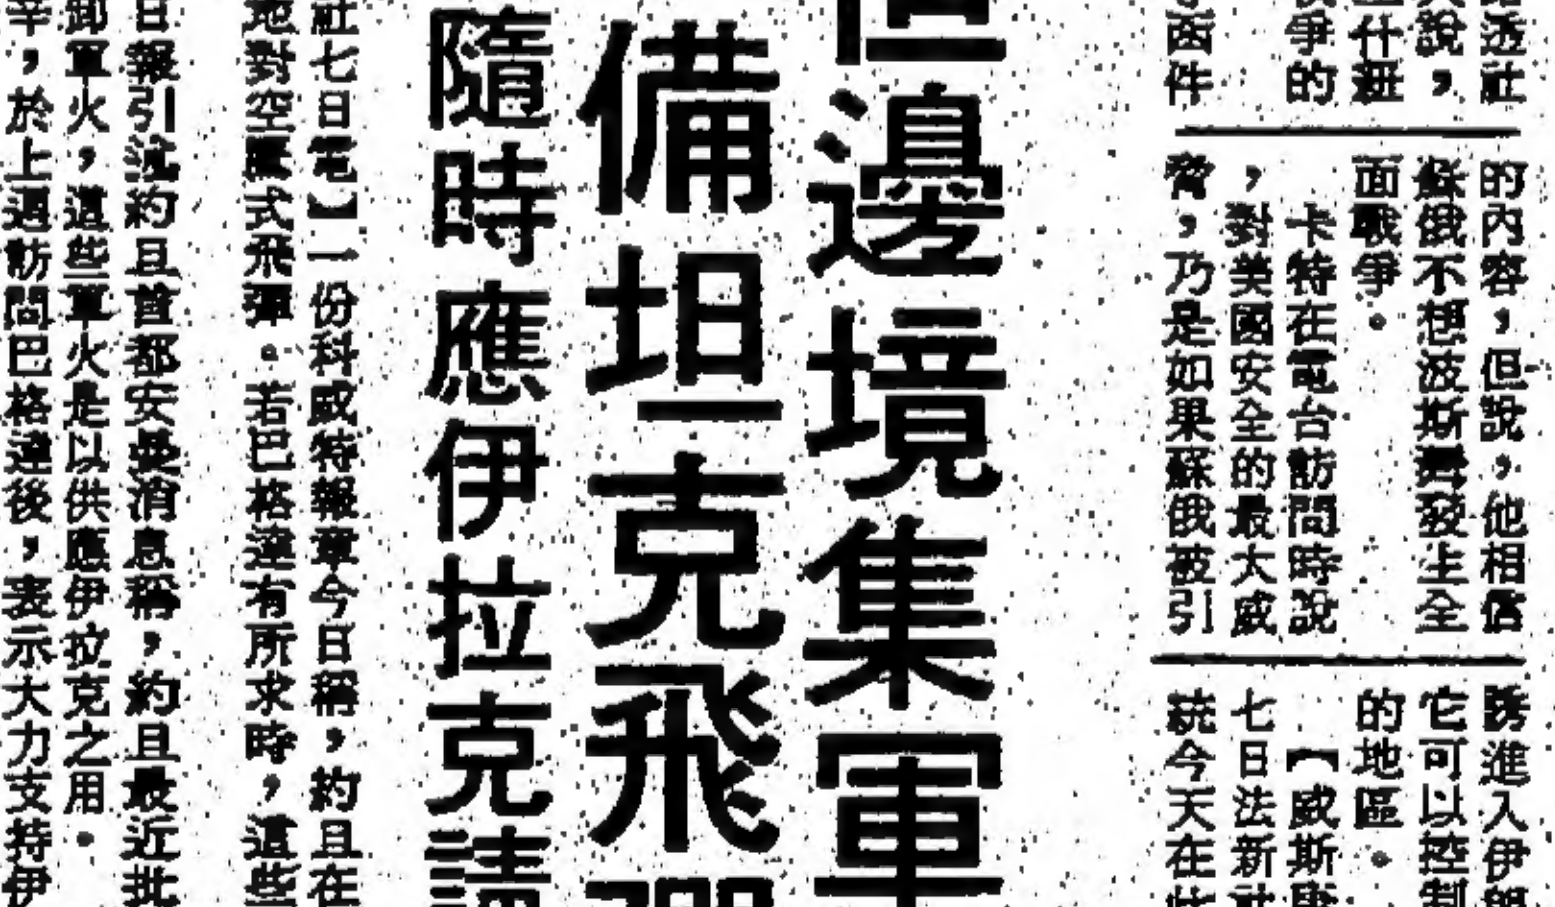 透社
說，
什
爭的
函件
的內容，但說，他相信
蘇俄不想波斯灣發生全
面戰爭。
卡特在電台訪問時說
，對美國安全的最大威
脅，乃是如果蘇俄被引
誘進入伊朗
它可以控制
的地區。
【威斯康
七日法新社
統今天在此
但邊境集軍
備坦克飛彈
隨時應伊拉克請
社七日電】一份科威特報章今日稱，約且在
地對空鷹式飛彈。若巴格達有所求時，這些
日報引說約且首都安曼消息稱，約且最近批
卸軍火，這些軍火是以供應伊拉克之用。
辛，於上週訪問巴格達後，表示大力支持伊